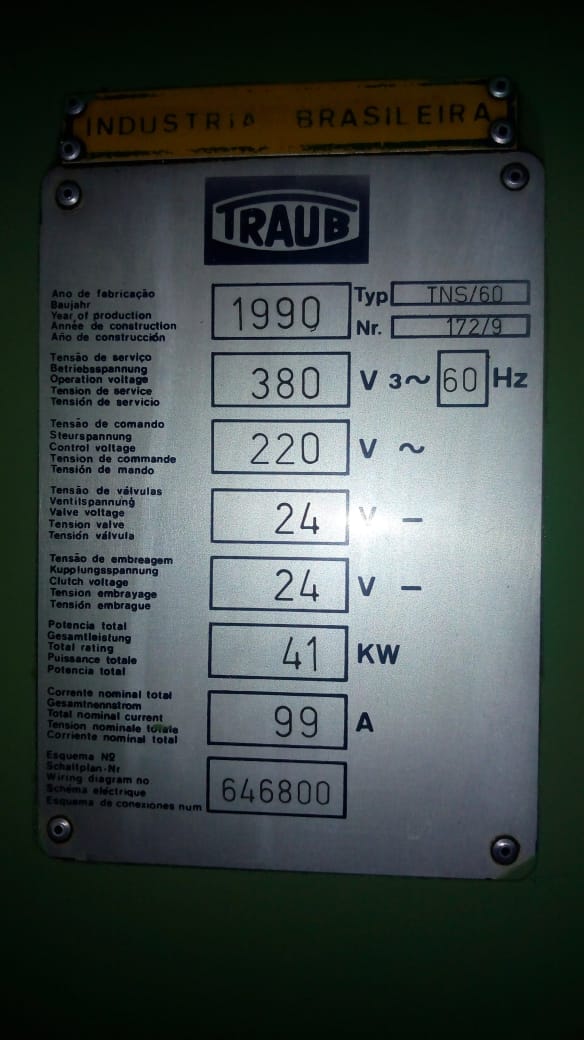 INDUSTRIA BRASILEIRA
TRAUB
Ano de fabricação
Baujahr
Year of production
Année de construction
Año de construcción
1990
Typ TNS/60
Nr. 172/9
Tensão de serviço
Betriebsspannung
Operation voltage
Tension de service
Tensión de servicio
380 V 3~ 60 Hz
Tensão de comando
Steurspannung
Control voltage
Tension de commande
Tensión de mando
220 V ~
Tensão de válvulas
Ventilspannung
Valve voltage
Tension valve
Tensión válvula
24 V –
Tensão de embreagem
Kupplungsspannung
Clutch voltage
Tension embrayage
Tensión embrague
24 V –
Potencia total
Gesamtleistung
Total rating
Puissance totale
Potencia total
41 KW
Corrente nominal total
Gesamtnennstrom
Total nominal current
Tension nominale totale
Corriente nominal total
99 A
Esquema Nº
Schaltplan-Nr
Wiring diagram no
Schéma eléctrique
Esquema de conexiones num
646800